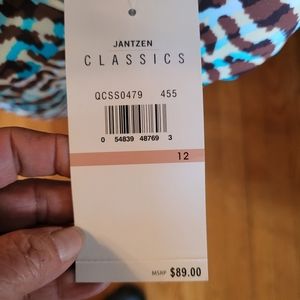 JANTZEN
CLASSICS
QCSS0479 455
0 54839 48769 3
12
MSRP $89.00